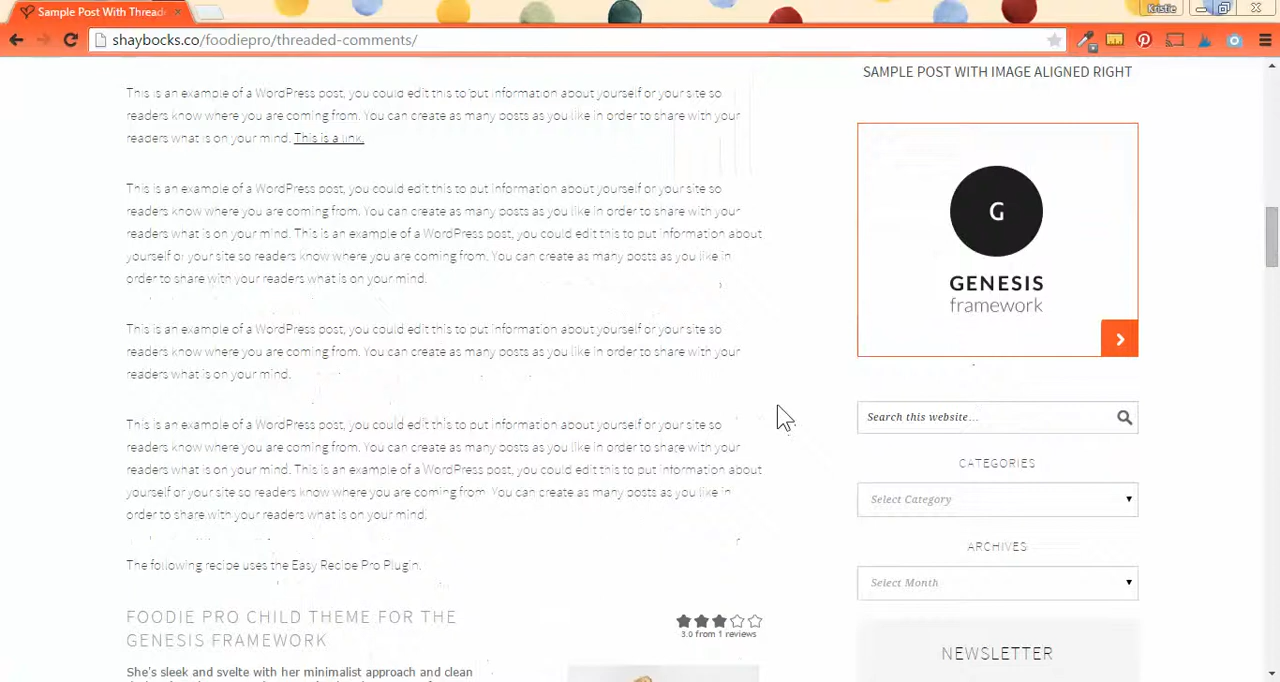 Sample Post With Threade
Kristie
shaybocks.co/foodiepro/threaded-comments/
This is an example of a WordPress post, you could edit this to put information about yourself or your site so
readers know where you are coming from. You can create as many posts as you like in order to share with your
readers what is on your mind. This is a link.
This is an example of a WordPress post, you could edit this to put information about yourself or your site so
readers know where you are coming from. You can create as many posts as you like in order to share with your
readers what is on your mind. This is an example of a WordPress post, you could edit this to put information about
yourself or your site so readers know where you are coming from. You can create as many posts as you like in
order to share with your readers what is on your mind.
This is an example of a WordPress post, you could edit this to put information about yourself or your site so
readers know where you are coming from. You can create as many posts as you like in order to share with your
readers what is on your mind.
This is an example of a WordPress post, you could edit this to put information about yourself or your site so
readers know where you are coming from. You can create as many posts as you like in order to share with your
readers what is on your mind. This is an example of a WordPress post, you could edit this to put information about
yourself or your site so readers know where you are coming from. You can create as many posts as you like in
order to share with your readers what is on your mind.
The following recipe uses the Easy Recipe Pro Plugin.
FOODIE PRO CHILD THEME FOR THE
GENESIS FRAMEWORK
3.0 from 1 reviews
She's sleek and svelte with her minimalist approach and clean
SAMPLE POST WITH IMAGE ALIGNED RIGHT
G
GENESIS
framework
Search this website...
CATEGORIES
Select Category
ARCHIVES
Select Month
NEWSLETTER